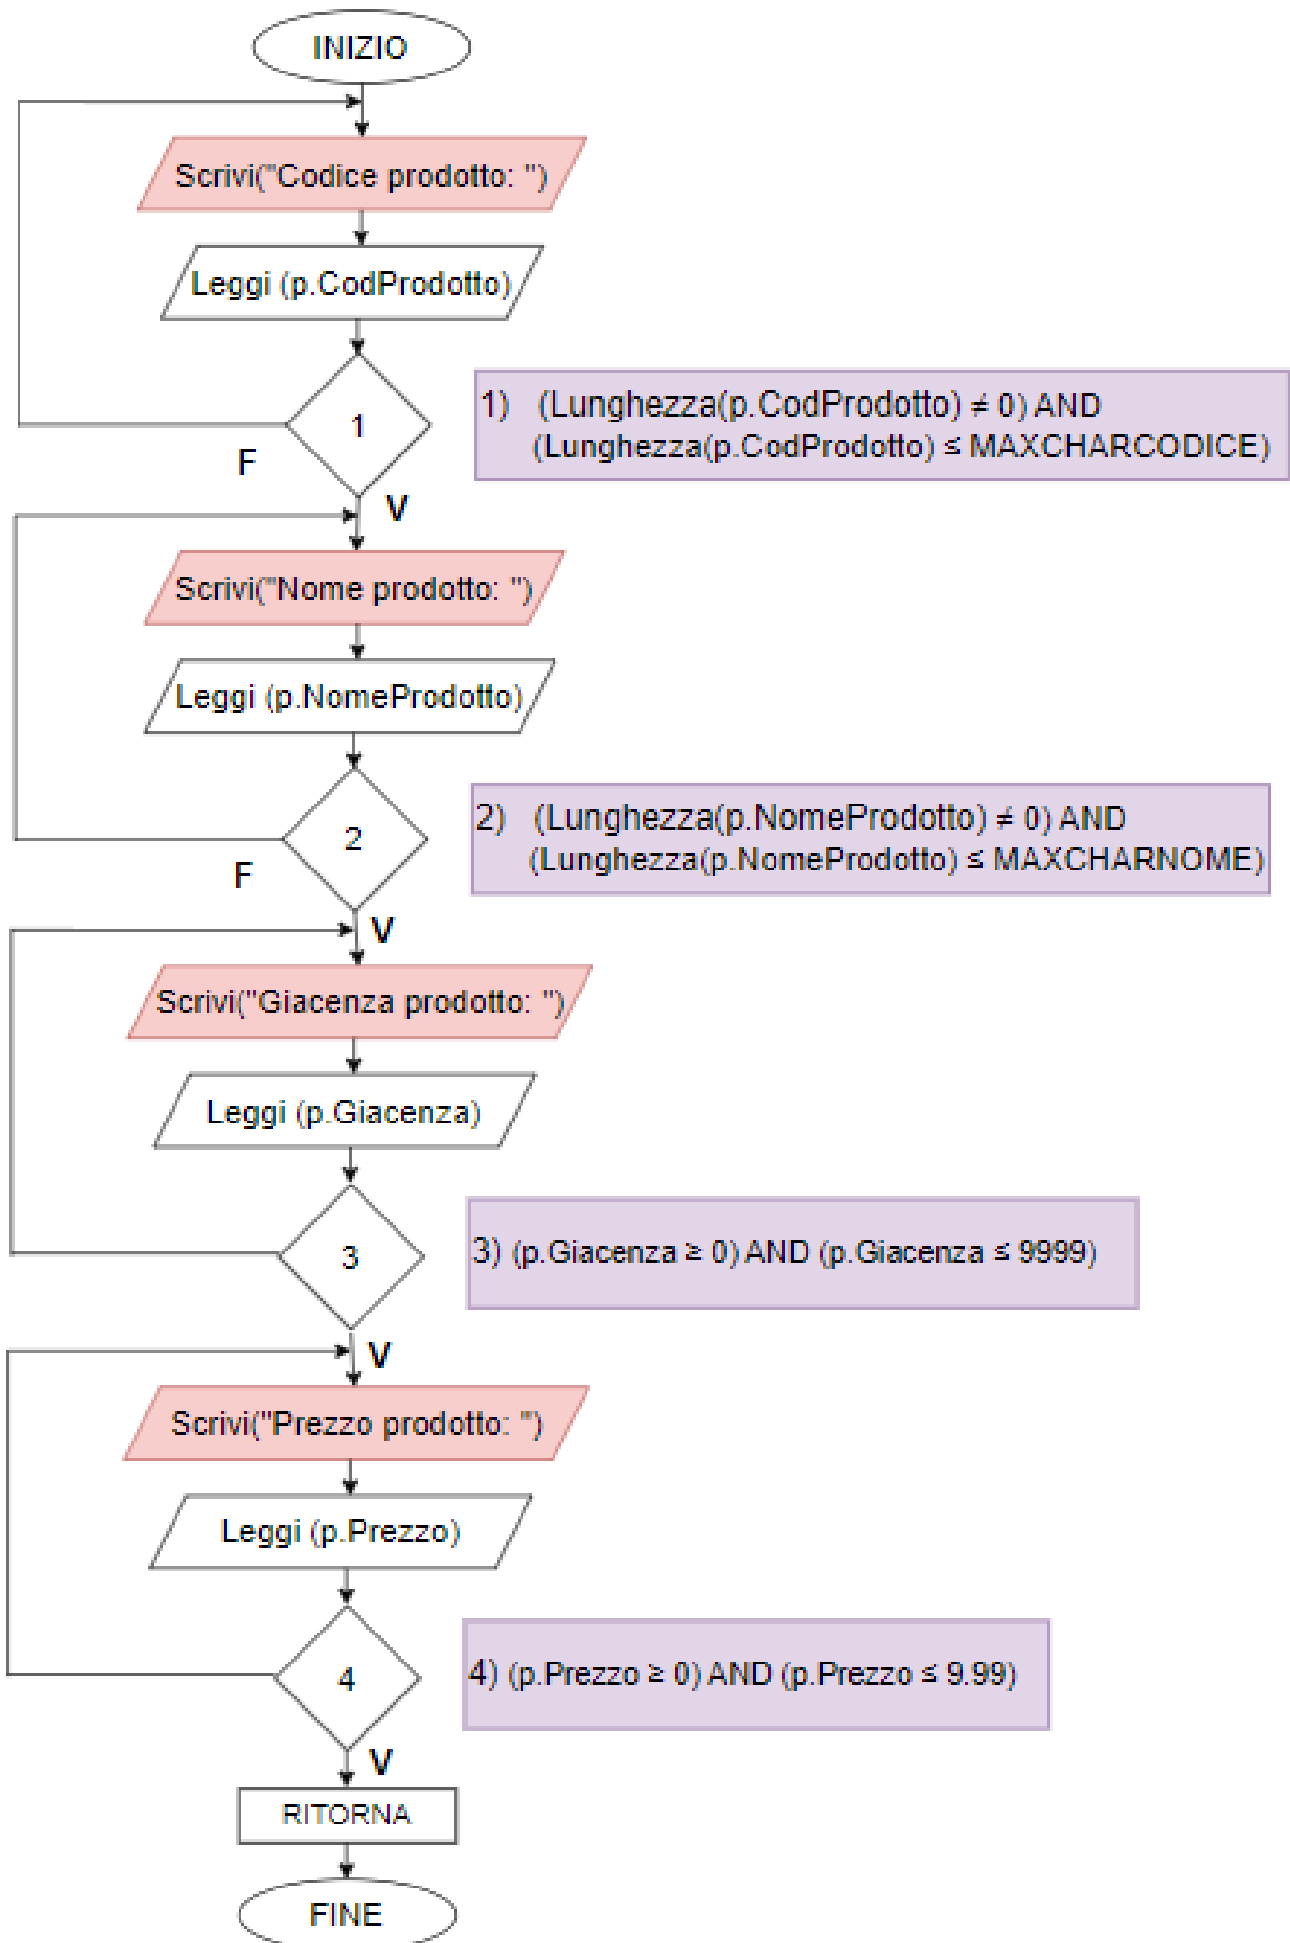 INIZIO
Scrivi("Codice prodotto: ")
Leggi (p.CodProdotto)
1
F
V
1) (Lunghezza(p.CodProdotto) ≠ 0) AND
(Lunghezza(p.CodProdotto) ≤ MAXCHARCODICE)
Scrivi("Nome prodotto: ")
Leggi (p.NomeProdotto)
2
F
V
2) (Lunghezza(p.NomeProdotto) ≠ 0) AND
(Lunghezza(p.NomeProdotto) ≤ MAXCHARNOME)
Scrivi("Giacenza prodotto: ")
Leggi (p.Giacenza)
3
V
3) (p.Giacenza ≥ 0) AND (p.Giacenza ≤ 9999)
Scrivi("Prezzo prodotto: ")
Leggi (p.Prezzo)
4
V
4) (p.Prezzo ≥ 0) AND (p.Prezzo ≤ 9.99)
RITORNA
FINE